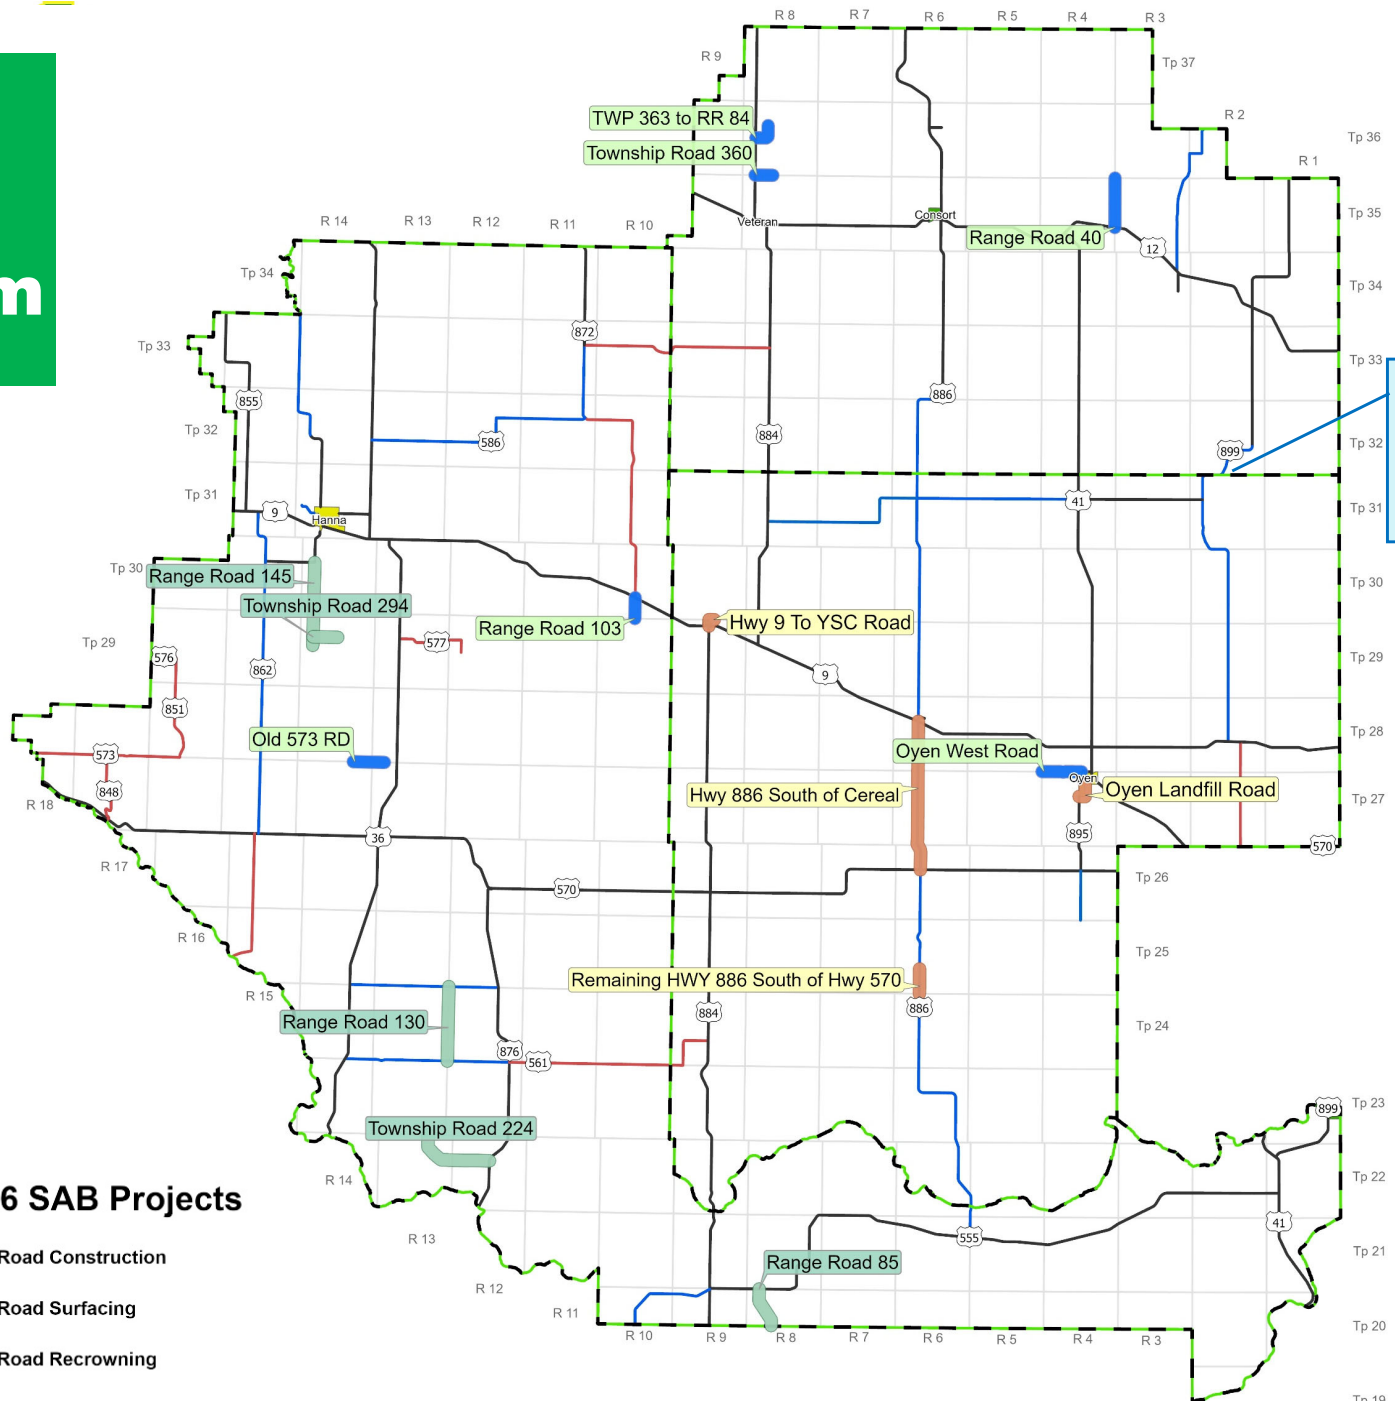 R 8
R 7
R 6
R 5
R 4
R 3
R 9
Tp 37
R 2
TWP 363 to RR 84
Tp 36
Township Road 360
R 1
R 14
R 13
R 12
R 11
R 10
Veteran
Consort
Tp 35
Range Road 40
12
Tp 34
Tp 34
m
872
Tp 33
Tp 33
855
886
Tp 32
586
884
899
Tp 32
Tp 31
9
Hanna
41
Tp 31
Tp 30
Range Road 145
Tp 30
Township Road 294
Range Road 103
Hwy 9 To YSC Road
Tp 29
577
576
862
9
Tp 29
851
Old 573 RD
573
Oyen West Road
Tp 28
848
Oyen
Hwy 886 South of Cereal
Oyen Landfill Road
Tp 27
R 18
36
895
570
R 17
570
Tp 26
R 16
Tp 25
Remaining HWY 886 South of Hwy 570
R 15
884
886
Range Road 130
Tp 24
876
561
899
Tp 23
Township Road 224
R 14
Tp 22
6 SAB Projects
41
R 13
555
Tp 21
Road Construction
Range Road 85
R 12
Road Surfacing
R 11
R 10
R 9
R 8
R 7
R 6
R 5
R 4
R 3
Tp 20
Road Recrowning
Tp 19